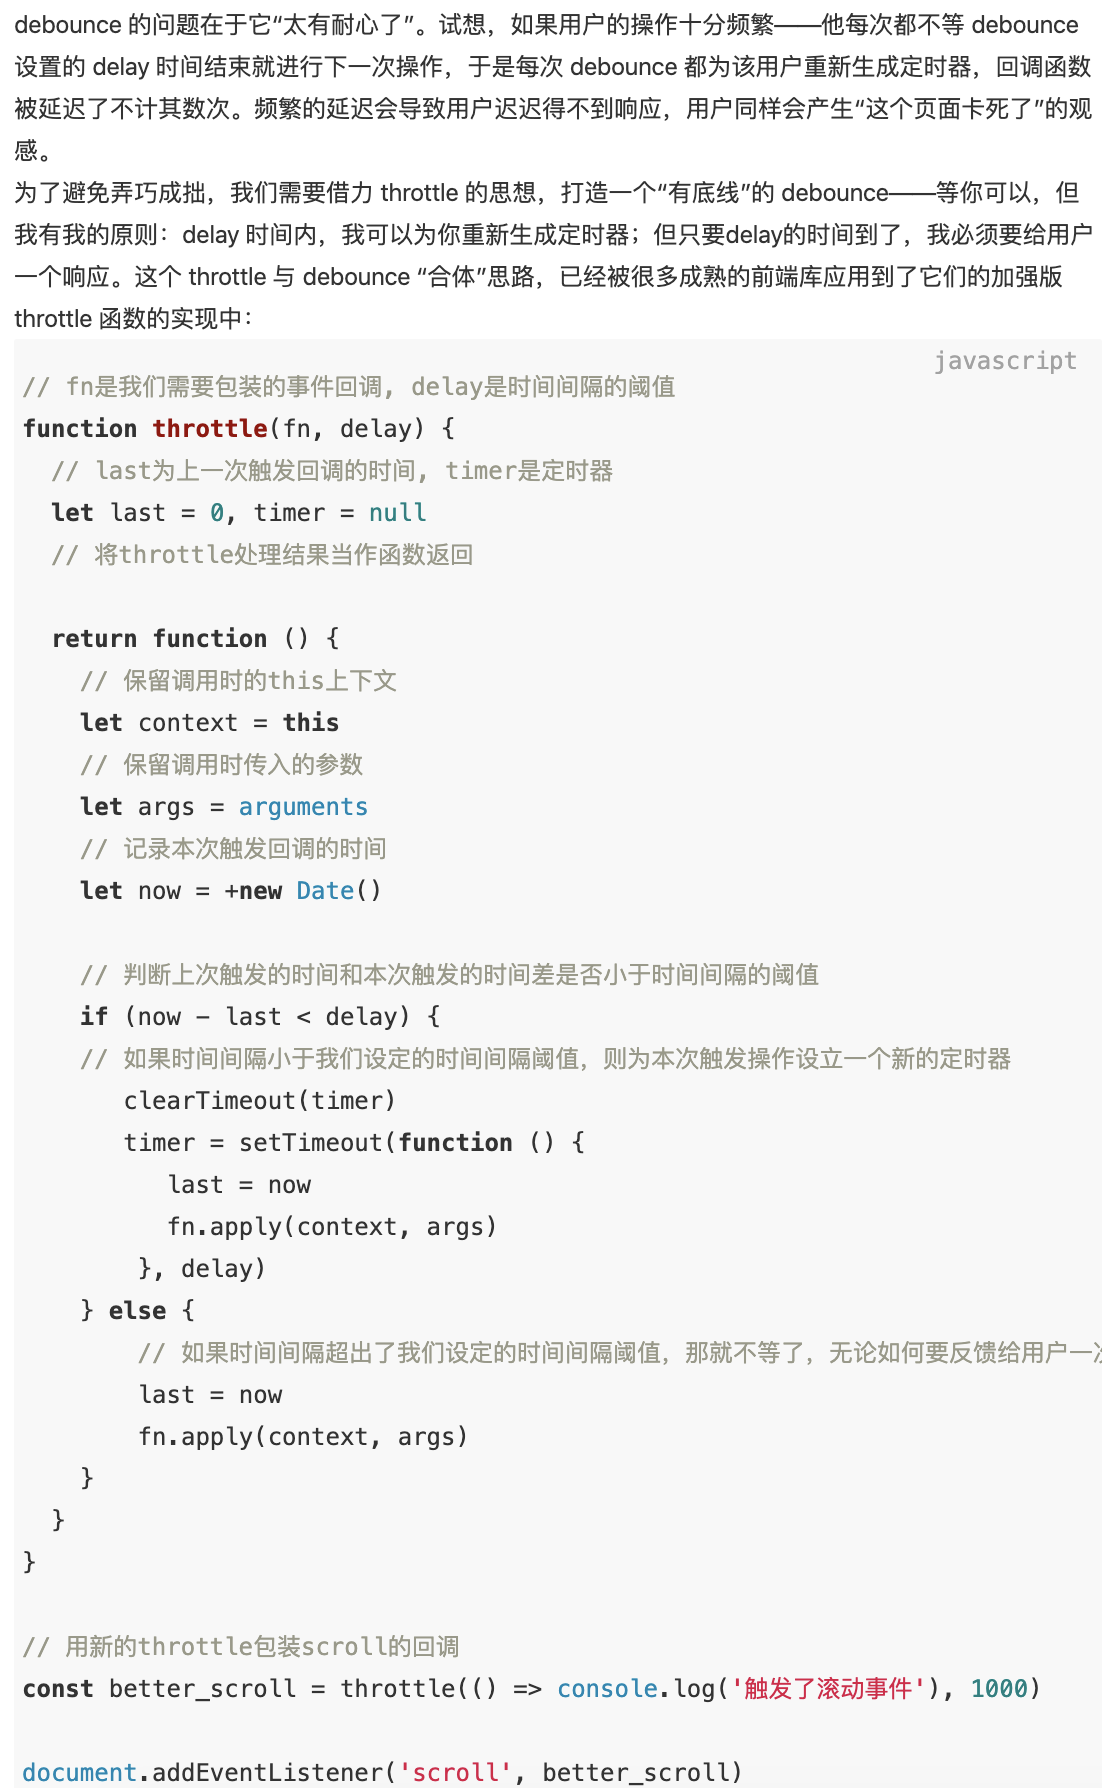 debounce 的问题在于它“太有耐心了”。试想，如果用户的操作十分频繁——他每次都不等 debounce
设置的 delay 时间结束就进行下一次操作，于是每次 debounce 都为该用户重新生成定时器，回调函数
被延迟了不计其数次。频繁的延迟会导致用户迟迟得不到响应，用户同样会产生“这个页面卡死了”的观
感。
为了避免弄巧成拙，我们需要借力 throttle 的思想，打造一个“有底线”的 debounce——等你可以，但
我有我的原则：delay 时间内，我可以为你重新生成定时器；但只要delay的时间到了，我必须要给用户
一个响应。这个 throttle 与 debounce “合体”思路，已经被很多成熟的前端库应用到了它们的加强版
throttle 函数的实现中：
javascript
// fn是我们需要包装的事件回调, delay是时间间隔的阈值
function throttle(fn, delay) {
  // last为上一次触发回调的时间, timer是定时器
  let last = 0, timer = null
  // 将throttle处理结果当作函数返回
  return function () {
    // 保留调用时的this上下文
    let context = this
    // 保留调用时传入的参数
    let args = arguments
    // 记录本次触发回调的时间
    let now = +new Date()
    // 判断上次触发的时间和本次触发的时间差是否小于时间间隔的阈值
    if (now - last < delay) {
    // 如果时间间隔小于我们设定的时间间隔阈值，则为本次触发操作设立一个新的定时器
       clearTimeout(timer)
       timer = setTimeout(function () {
          last = now
          fn.apply(context, args)
        }, delay)
    } else {
        // 如果时间间隔超出了我们设定的时间间隔阈值，那就不等了，无论如何要反馈给用户一
        last = now
        fn.apply(context, args)
    }
  }
}
// 用新的throttle包装scroll的回调
const better_scroll = throttle(() => console.log('触发了滚动事件'), 1000)
document.addEventListener('scroll', better_scroll)